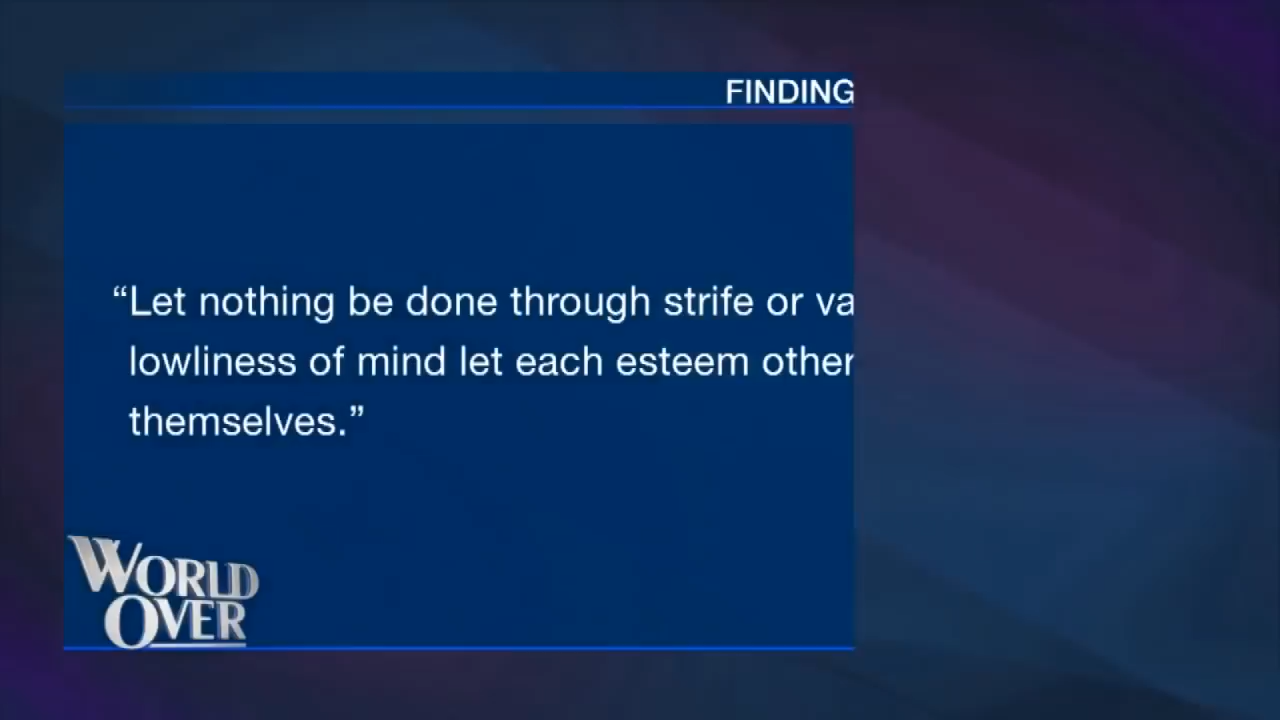 FINDING
“Let nothing be done through strife or va
lowliness of mind let each esteem other
themselves.”
WORLD
OVER